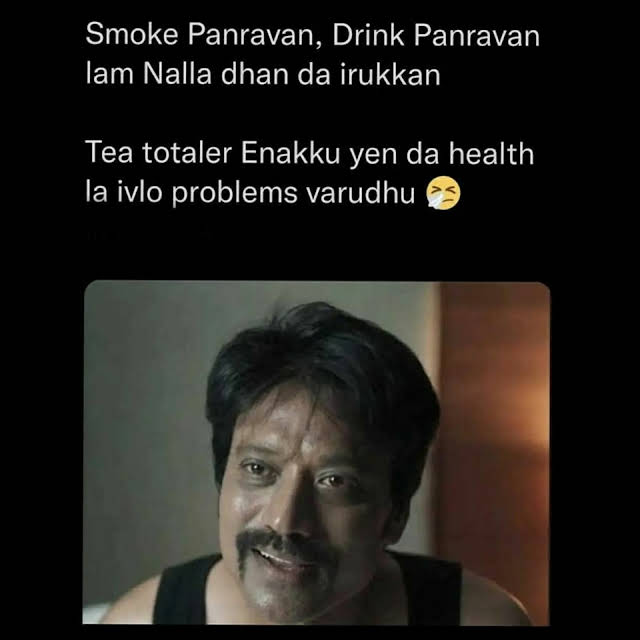 Smoke Panravan, Drink Panravan
lam Nalla dhan da irukkan
Tea totaler Enakku yen da health
la ivlo problems varudhu 🤧